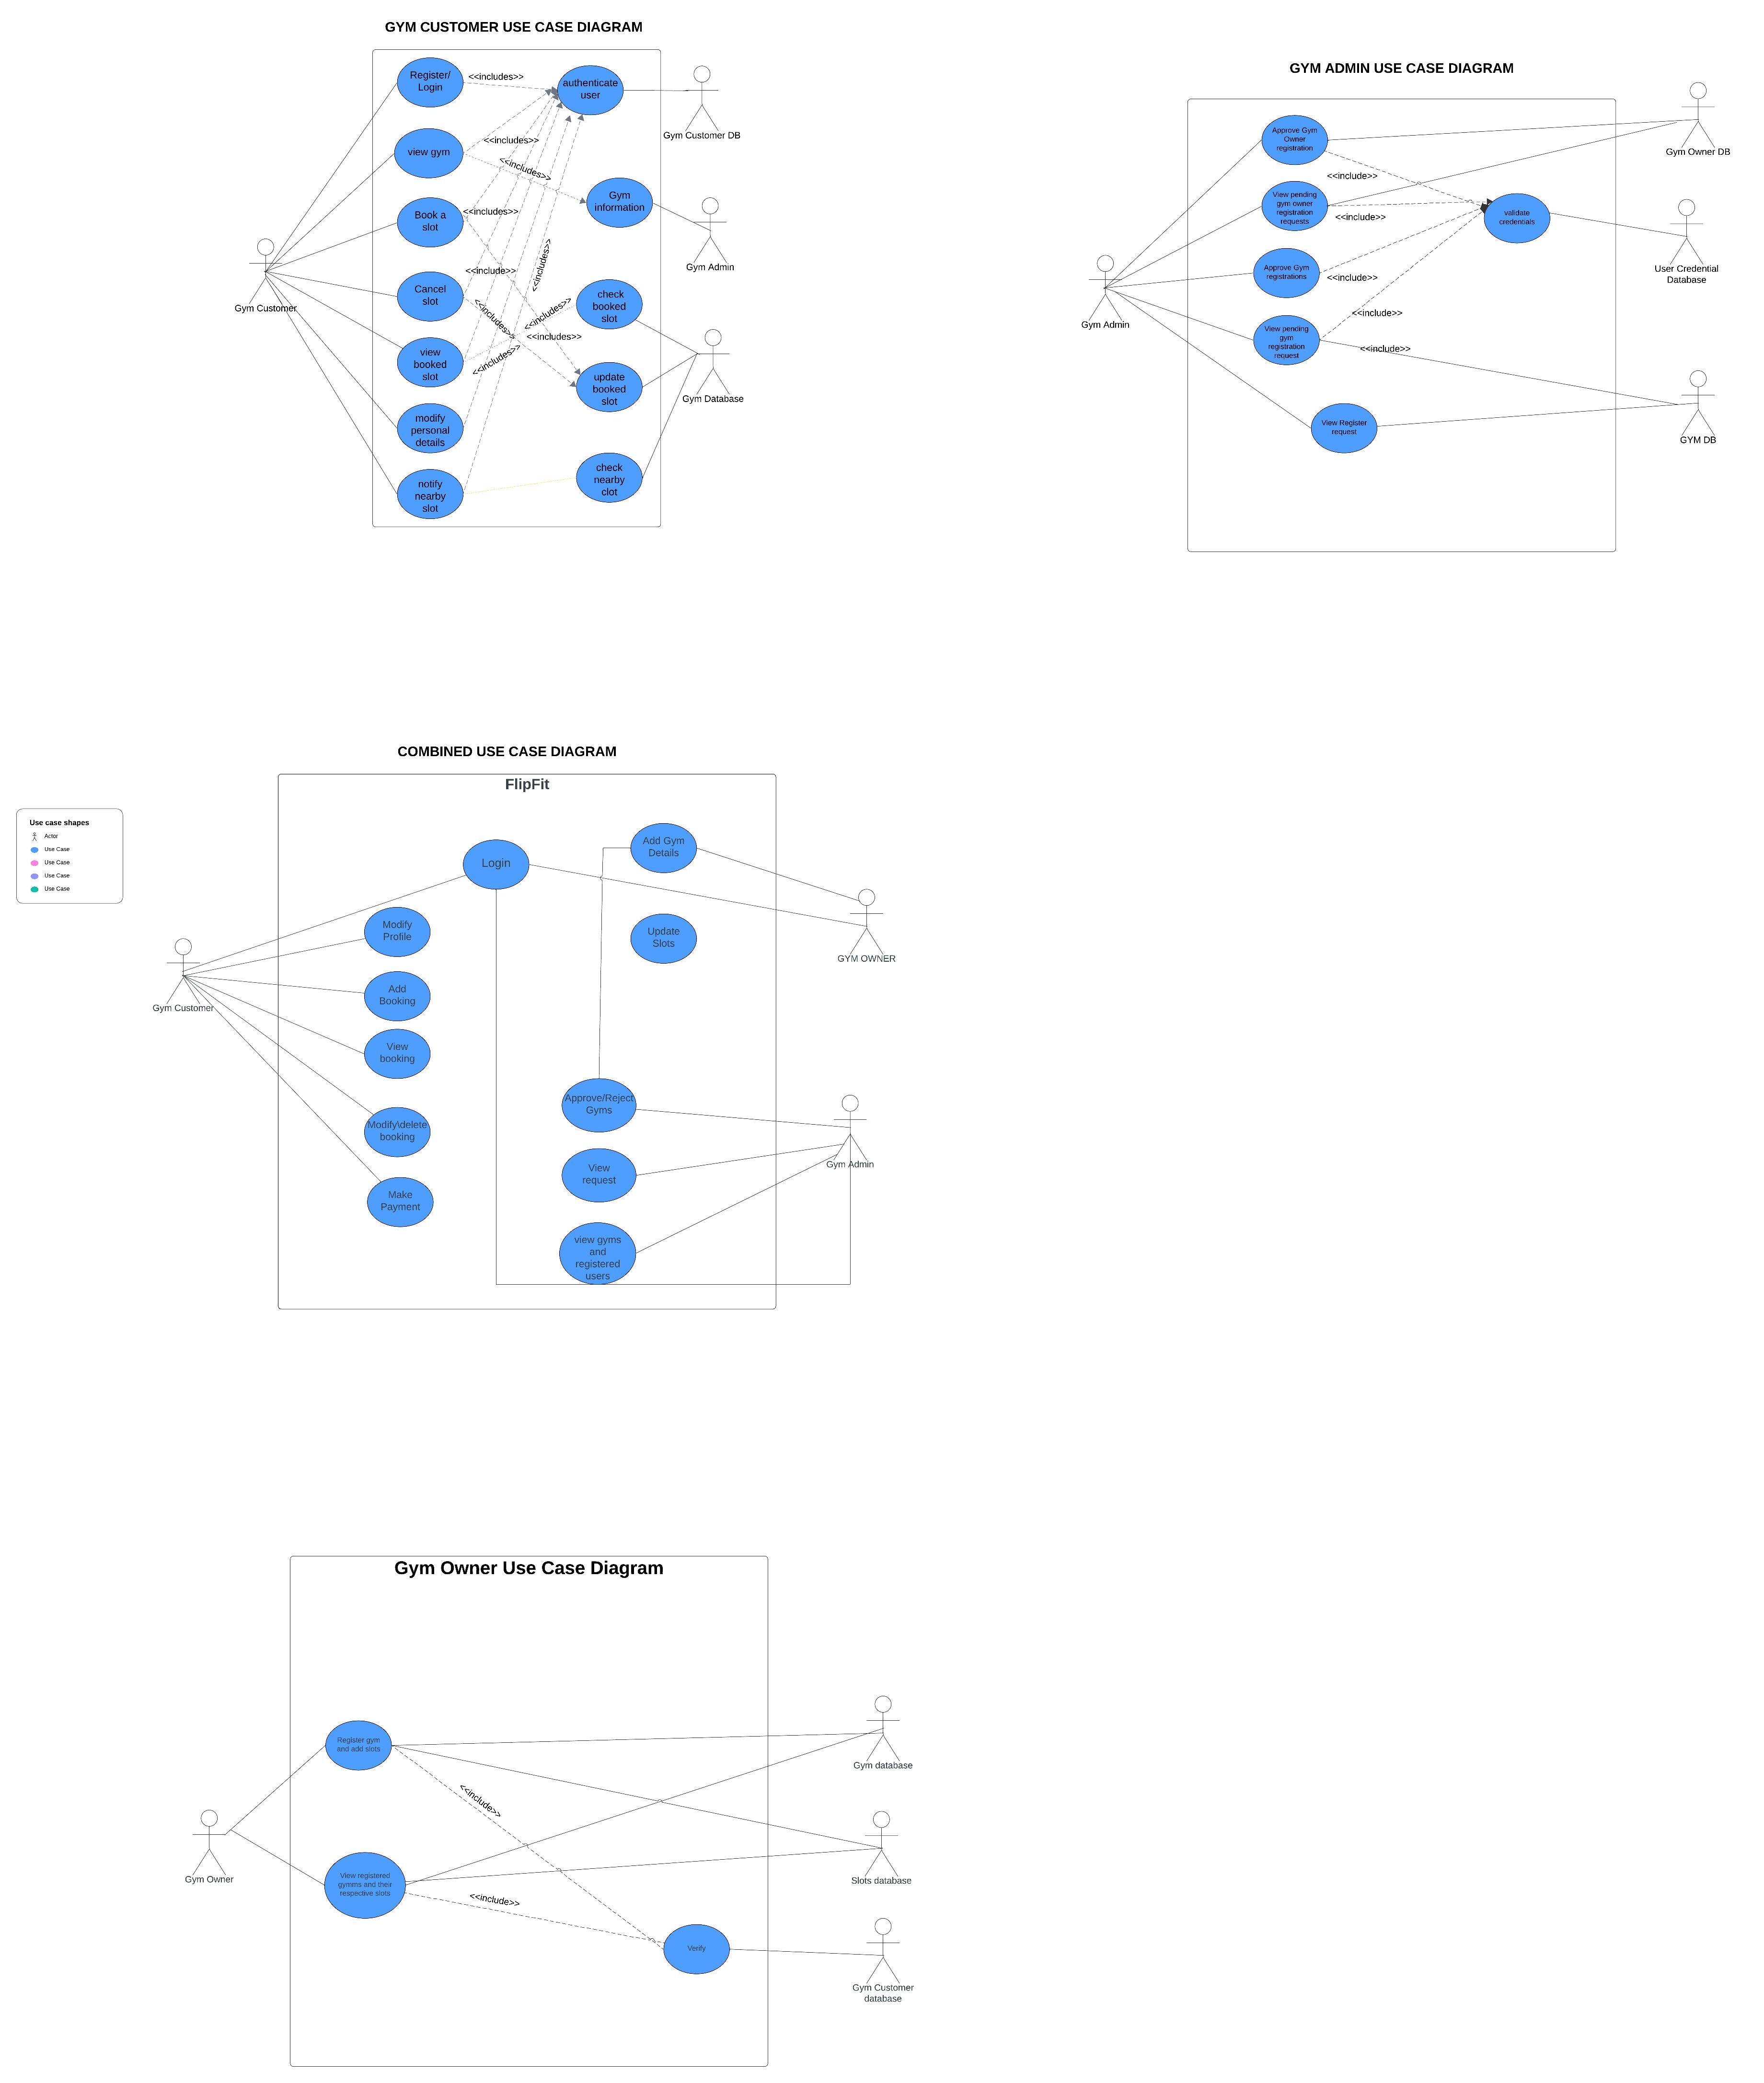 GYM CUSTOMER USE CASE DIAGRAM
Register/
Login
<<includes>>
authenticate
user
Gym Customer DB
view gym
<<includes>>
<<includes>>
Gym
information
Gym Admin
Book a
slot
<<includes>>
Gym Customer
<<include>>
<<includes>>
Cancel
slot
<<includes>>
<<includes>>
check
booked
slot
<<includes>>
view
booked
slot
<<includes>>
update
booked
slot
Gym Database
modify
personal
details
notify
nearby
slot
check
nearby
clot
GYM ADMIN USE CASE DIAGRAM
Approve Gym
Owner
registration
Gym Owner DB
<<include>>
View pending
gym owner
registration
requests
<<include>>
validate
credentials
User Credential
Database
Approve Gym
registrations
<<include>>
Gym Admin
<<include>>
View pending
gym
registration
request
<<include>>
View Register
request
GYM DB
COMBINED USE CASE DIAGRAM
FlipFit
Use case shapes
Actor
Use Case
Use Case
Use Case
Use Case
Login
Add Gym
Details
Modify
Profile
Update
Slots
GYM OWNER
Gym Customer
Add
Booking
View
booking
Approve/Reject
Gyms
Modify\delete
booking
View
request
Gym Admin
Make
Payment
view gyms
and
registered
users
Gym Owner Use Case Diagram
Register gym
and add slots
Gym database
<<include>>
Gym Owner
View registered
gymms and their
respective slots
Slots database
<<include>>
Verify
Gym Customer
database